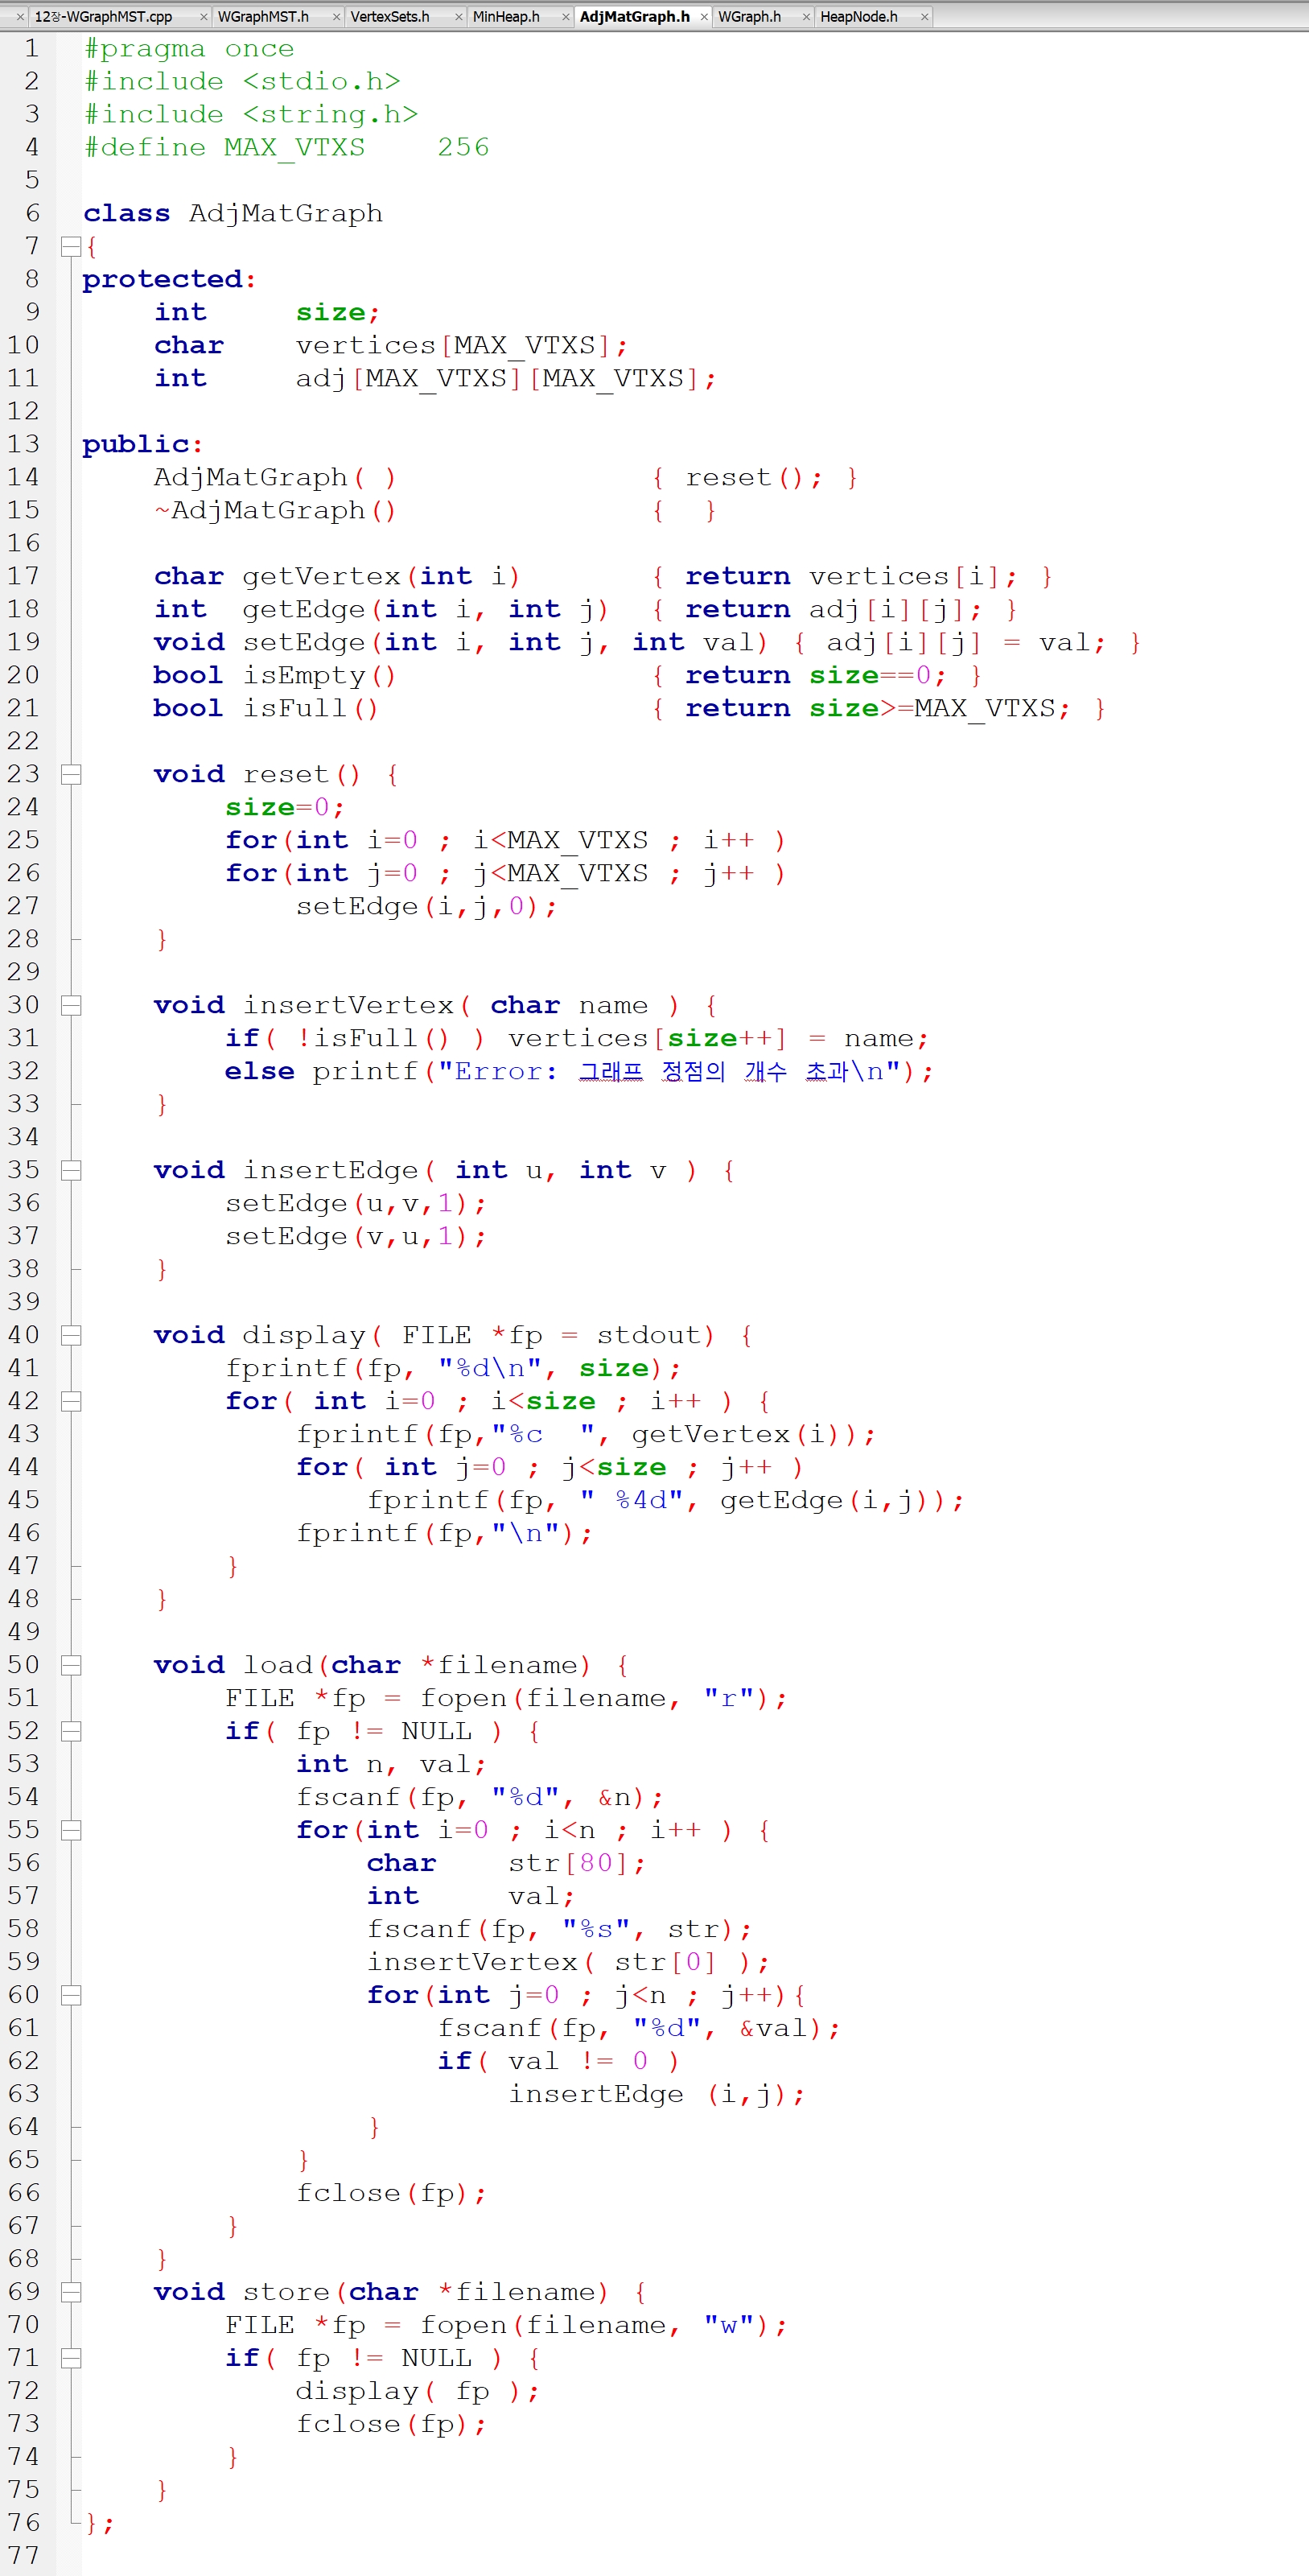 12장-WGraphMST.cpp WGraphMST.h VertexSets.h MinHeap.h AdjMatGraph.h WGraph.h HeapNode.h
1 #pragma once
2 #include <stdio.h>
3 #include <string.h>
4 #define MAX_VTXS    256
5
6 class AdjMatGraph
7 {
8 protected:
9     int     size;
10     char    vertices[MAX_VTXS];
11     int     adj[MAX_VTXS][MAX_VTXS];
12
13 public:
14     AdjMatGraph( )               { reset(); }
15     ~AdjMatGraph()               {  }
16
17     char getVertex(int i)        { return vertices[i]; }
18     int  getEdge(int i, int j)   { return adj[i][j]; }
19     void setEdge(int i, int j, int val) { adj[i][j] = val; }
20     bool isEmpty()               { return size==0; }
21     bool isFull()                { return size>=MAX_VTXS; }
22
23     void reset() {
24         size=0;
25         for(int i=0 ; i<MAX_VTXS ; i++ )
26         for(int j=0 ; j<MAX_VTXS ; j++ )
27             setEdge(i,j,0);
28     }
29
30     void insertVertex( char name ) {
31         if( !isFull() ) vertices[size++] = name;
32         else printf("Error: 그래프 정점의 개수 초과\n");
33     }
34
35     void insertEdge( int u, int v ) {
36         setEdge(u,v,1);
37         setEdge(v,u,1);
38     }
39
40     void display( FILE *fp = stdout) {
41         fprintf(fp, "%d\n", size);
42         for( int i=0 ; i<size ; i++ ) {
43             fprintf(fp,"%c  ", getVertex(i));
44             for( int j=0 ; j<size ; j++ )
45                 fprintf(fp, " %4d", getEdge(i,j));
46             fprintf(fp,"\n");
47         }
48     }
49
50     void load(char *filename) {
51         FILE *fp = fopen(filename, "r");
52         if( fp != NULL ) {
53             int n, val;
54             fscanf(fp, "%d", &n);
55             for(int i=0 ; i<n ; i++ ) {
56                 char    str[80];
57                 int     val;
58                 fscanf(fp, "%s", str);
59                 insertVertex( str[0] );
60                 for(int j=0 ; j<n ; j++){
61                     fscanf(fp, "%d", &val);
62                     if( val != 0 )
63                         insertEdge (i,j);
64                 }
65             }
66             fclose(fp);
67         }
68     }
69     void store(char *filename) {
70         FILE *fp = fopen(filename, "w");
71         if( fp != NULL ) {
72             display( fp );
73             fclose(fp);
74         }
75     }
76 };
77